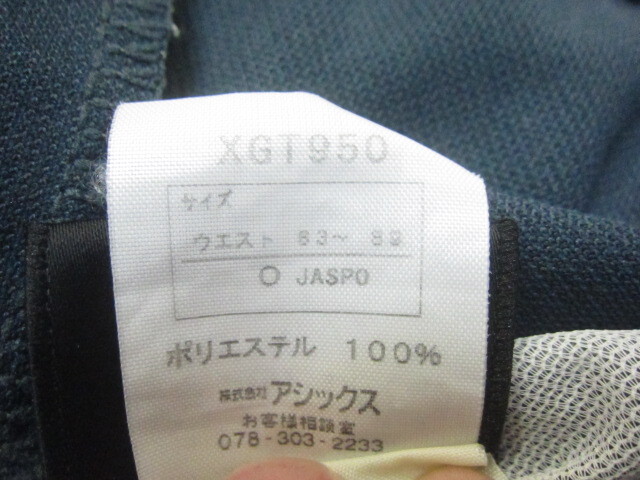 XGT950
サイズ
ウエスト 63～ 69
○ JASPO
ポリエステル 100%
株式会社アシックス
お客様相談室
078-303-2233